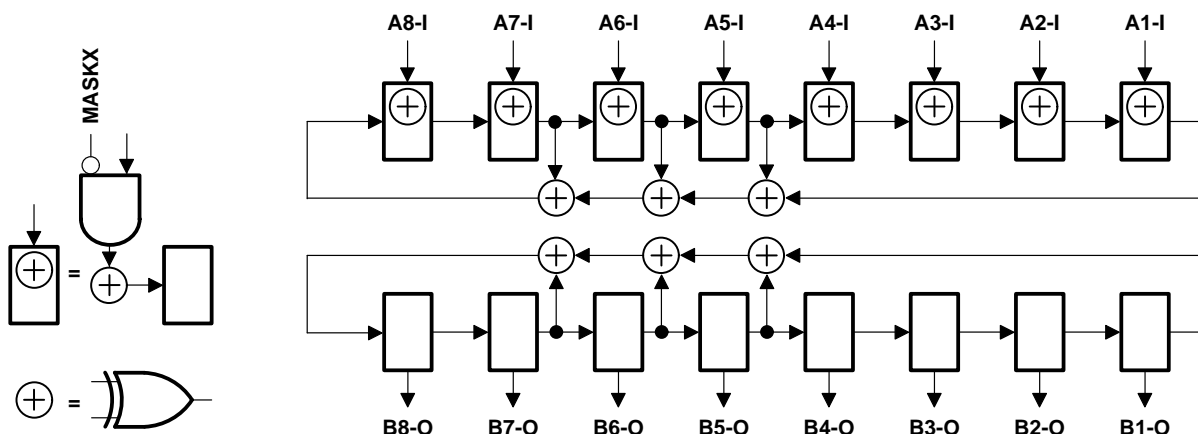 A8-I A7-I A6-I A5-I A4-I A3-I A2-I A1-I
MASKX
=
=
B8-O B7-O B6-O B5-O B4-O B3-O B2-O B1-O